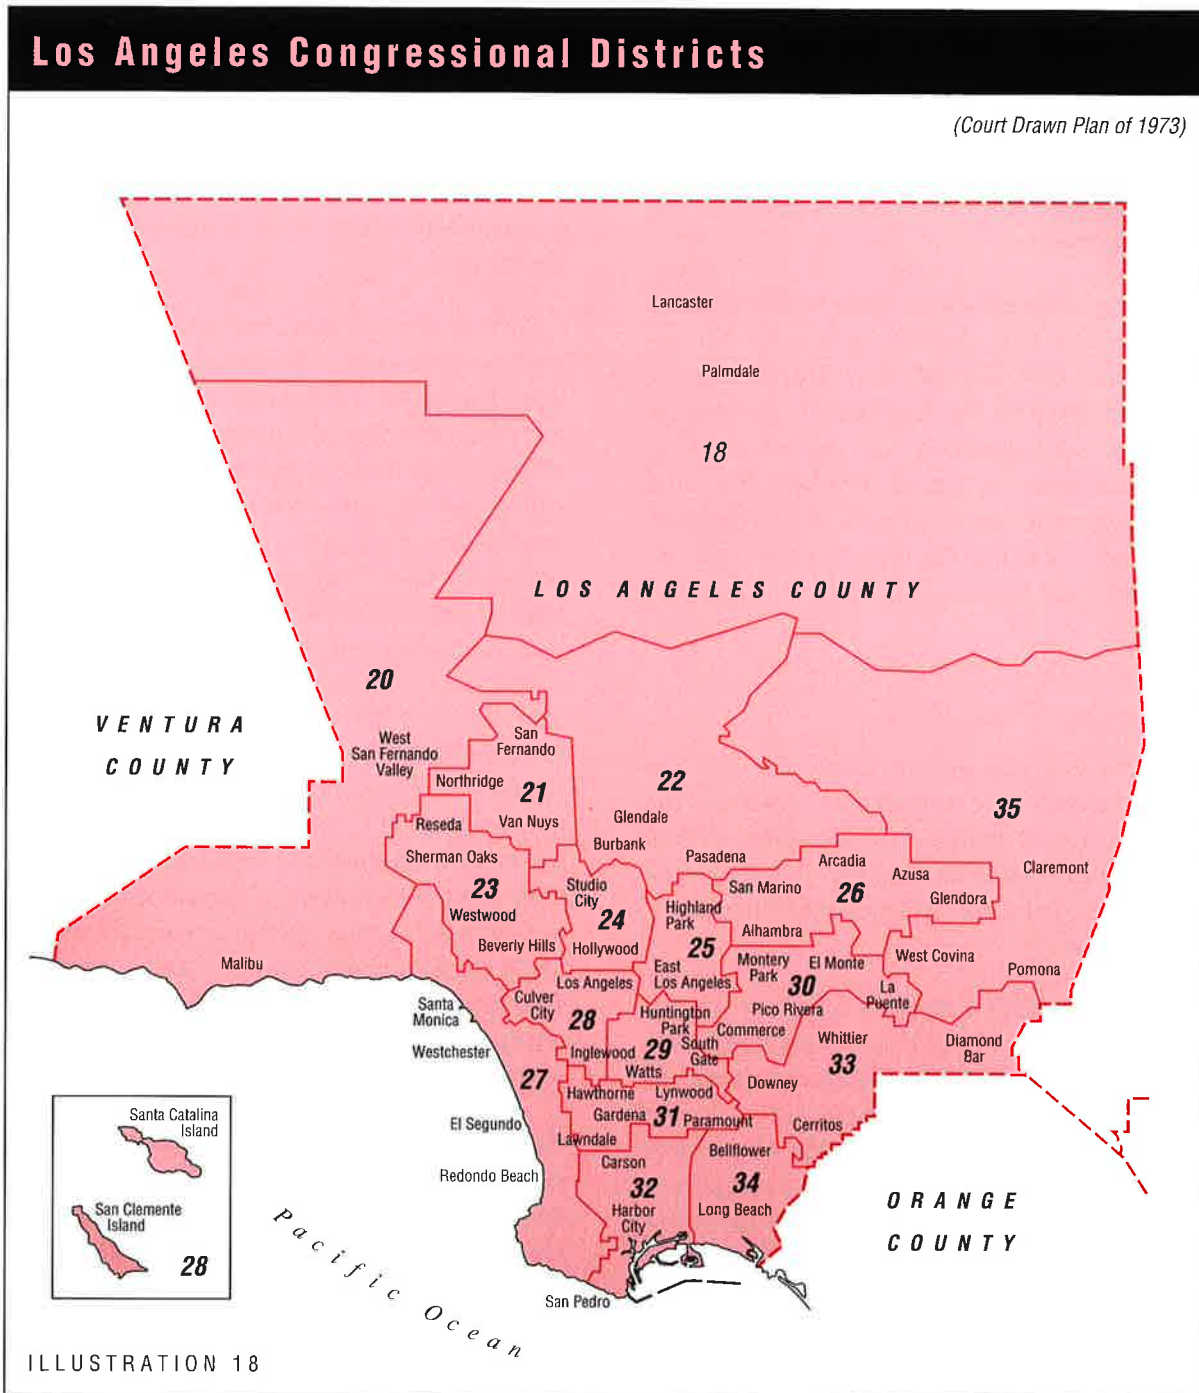 Los Angeles Congressional Districts
(Court Drawn Plan of 1973)
Lancaster
Palmdale
18
LOS ANGELES COUNTY
20
VENTURA
COUNTY
West
San Fernando
Valley
San
Fernando
Northridge
21
Van Nuys
22
Glendale
Burbank
35
Reseda
Sherman Oaks
Pasadena
Arcadia
Azusa
Claremont
23
Westwood
Studio
City
24
San Marino
26
Glendora
Highland
Park
Beverly Hills
Hollywood
25
Alhambra
West Covina
Malibu
East
Los Angeles
Montery
Park
El Monte
Pomona
Los Angeles
30
La
Puente
Santa
Monica
Culver
City
28
Huntington
Park
Pico Rivera
Commerce
Whittier
Diamond
Bar
Westchester
Inglewood
29
South
Gate
33
27
Watts
Downey
Hawthorne
Lynwood
Gardena
31
Paramount
El Segundo
Cerritos
Lawndale
Bellflower
Redondo Beach
Carson
32
34
Harbor
City
Long Beach
ORANGE
COUNTY
Santa Catalina
Island
San Clemente
Island
28
Pacific Ocean
San Pedro
ILLUSTRATION 18